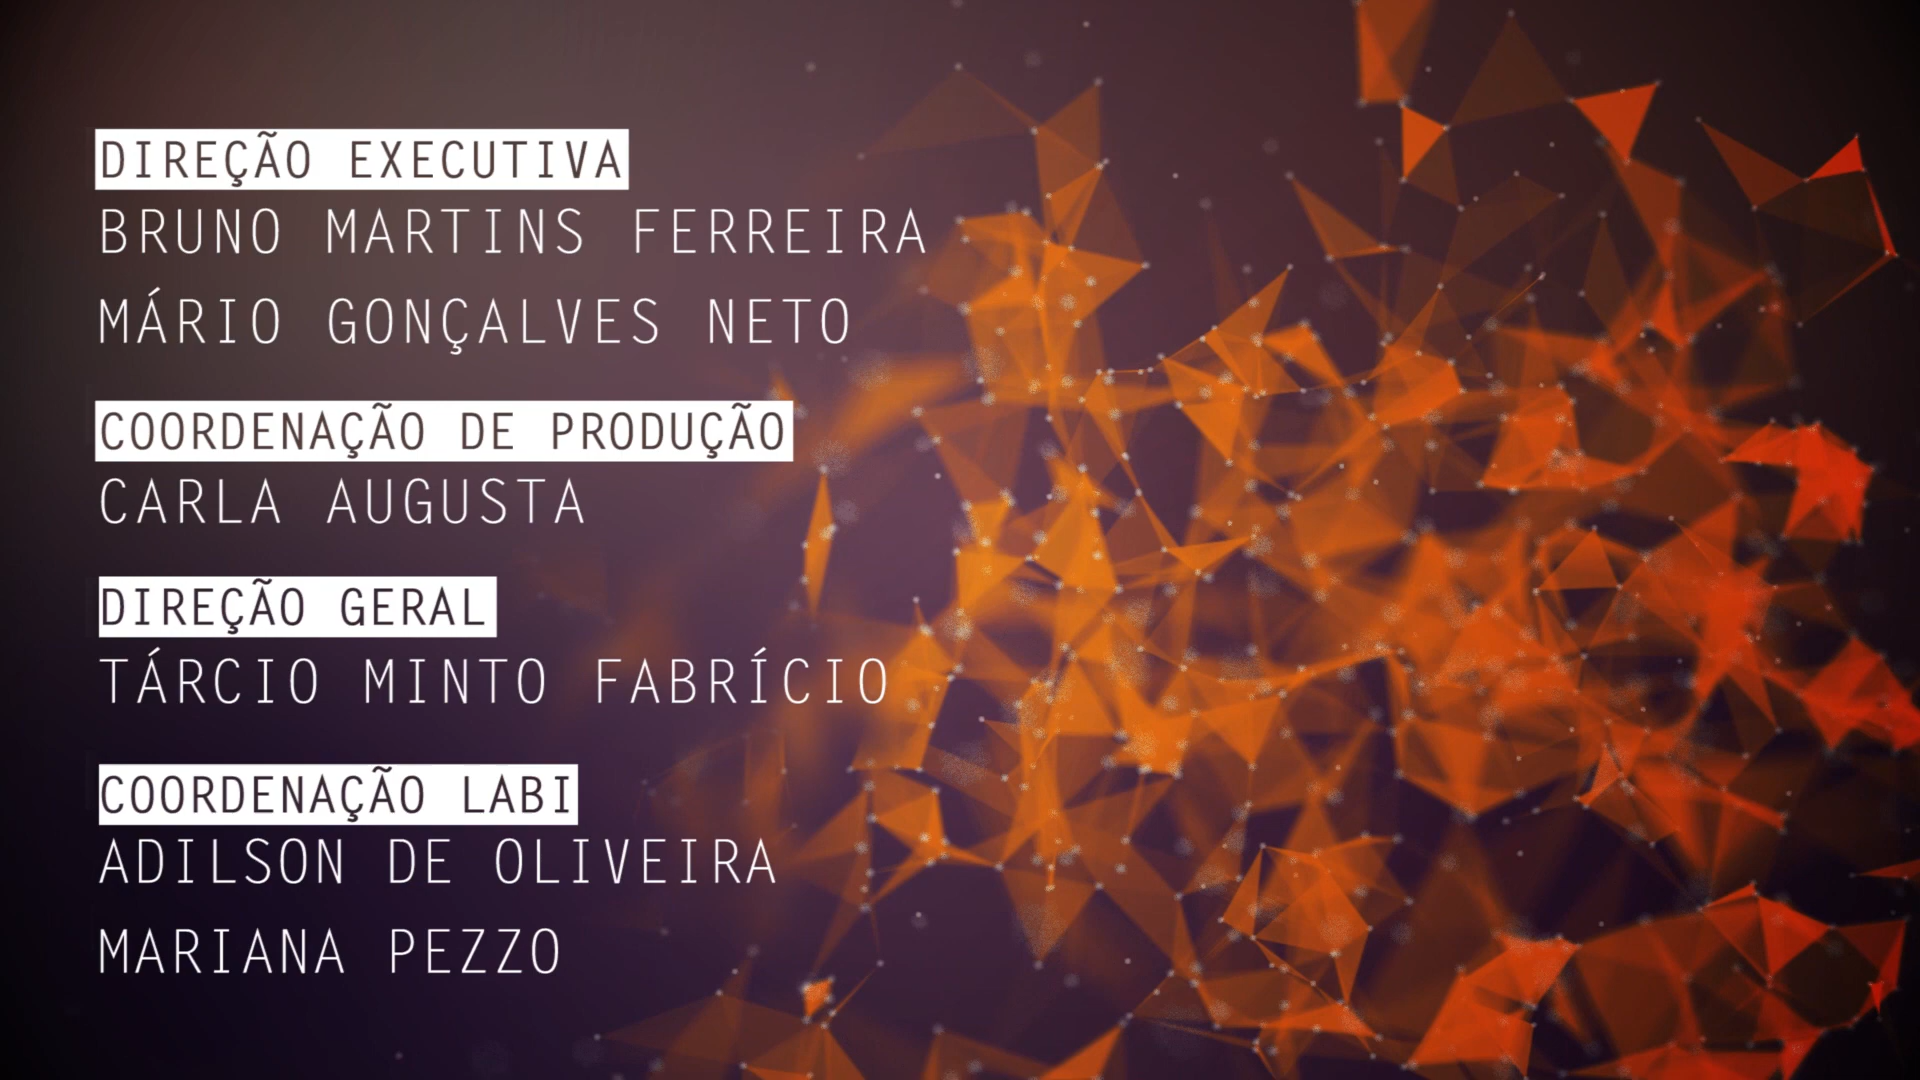 DIREÇÃO EXECUTIVA
BRUNO MARTINS FERREIRA
MÁRIO GONÇALVES NETO
COORDENAÇÃO DE PRODUÇÃO
CARLA AUGUSTA
DIREÇÃO GERAL
TÁRCIO MINTO FABRÍCIO
COORDENAÇÃO LABI
ADILSON DE OLIVEIRA
MARIANA PEZZO